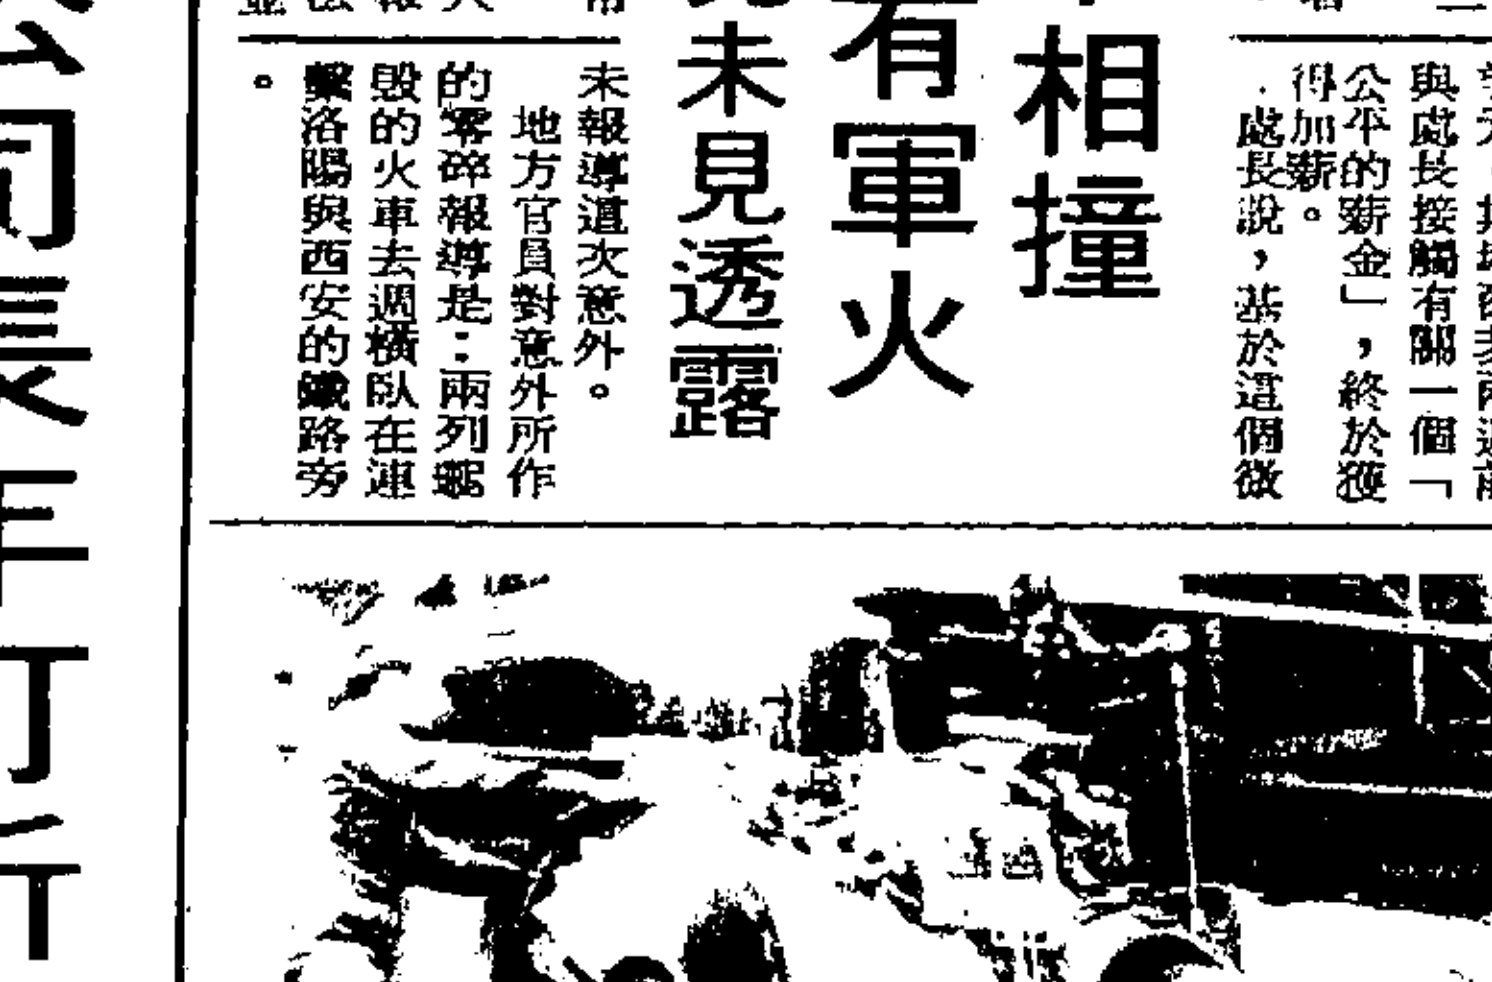 與處長接觸有關一個「
公平的薪金」，終於獲
得加薪。
處長說，基於這個微
相撞
有軍火
未見透露
未報導這次意外。
地方官員對意外所作
的零碎報導是：兩列
毀的火車去週橫臥在連
繫洛陽與西安的鐵路旁
。
司長